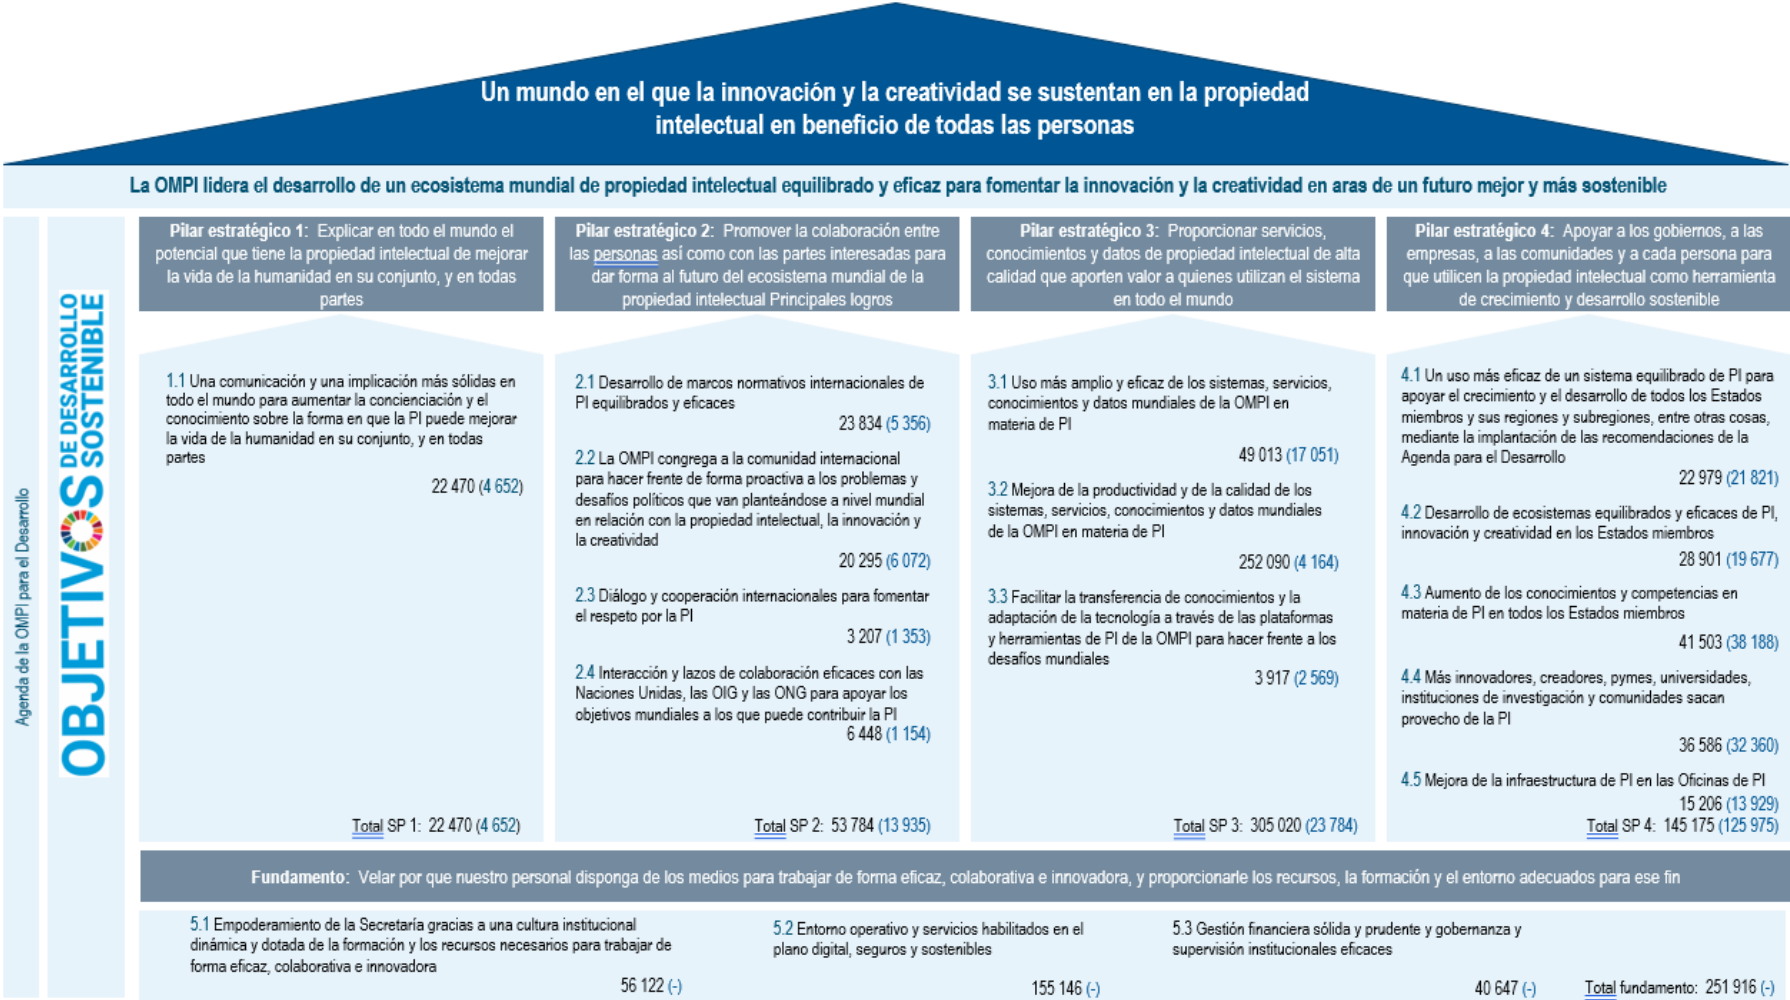 Un mundo en el que la innovación y la creatividad se sustentan en la propiedad
intelectual en beneficio de todas las personas
La OMPI lidera el desarrollo de un ecosistema mundial de propiedad intelectual equilibrado y eficaz para fomentar la innovación y la creatividad en aras de un futuro mejor y más sostenible
Agenda de la OMPI para el Desarrollo
OBJETIVOS
DE DESARROLLO
SOSTENIBLE
Pilar estratégico 1: Explicar en todo el mundo el
potencial que tiene la propiedad intelectual de mejorar
la vida de la humanidad en su conjunto, y en todas
partes
1.1 Una comunicación y una implicación más sólidas en
todo el mundo para aumentar la concienciación y el
conocimiento sobre la forma en que la PI puede mejorar
la vida de la humanidad en su conjunto, y en todas
partes
22 470 (4 652)
Total SP 1: 22 470 (4 652)
Pilar estratégico 2: Promover la colaboración entre
las personas así como con las partes interesadas para
dar forma al futuro del ecosistema mundial de la
propiedad intelectual Principales logros
2.1 Desarrollo de marcos normativos internacionales de
PI equilibrados y eficaces
23 834 (5 356)
2.2 La OMPI congrega a la comunidad internacional
para hacer frente de forma proactiva a los problemas y
desafíos políticos que van planteándose a nivel mundial
en relación con la propiedad intelectual, la innovación y
la creatividad
20 295 (6 072)
2.3 Diálogo y cooperación internacionales para fomentar
el respeto por la PI
3 207 (1 353)
2.4 Interacción y lazos de colaboración eficaces con las
Naciones Unidas, las OIG y las ONG para apoyar los
objetivos mundiales a los que puede contribuir la PI
6 448 (1 154)
Total SP 2: 53 784 (13 935)
Pilar estratégico 3: Proporcionar servicios,
conocimientos y datos de propiedad intelectual de alta
calidad que aporten valor a quienes utilizan el sistema
en todo el mundo
3.1 Uso más amplio y eficaz de los sistemas, servicios,
conocimientos y datos mundiales de la OMPI en
materia de PI
49 013 (17 051)
3.2 Mejora de la productividad y de la calidad de los
sistemas, servicios, conocimientos y datos mundiales
de la OMPI en materia de PI
252 090 (4 164)
3.3 Facilitar la transferencia de conocimientos y la
adaptación de la tecnología a través de las plataformas
y herramientas de PI de la OMPI para hacer frente a los
desafíos mundiales
3 917 (2 569)
Total SP 3: 305 020 (23 784)
Pilar estratégico 4: Apoyar a los gobiernos, a las
empresas, a las comunidades y a cada persona para
que utilicen la propiedad intelectual como herramienta
de crecimiento y desarrollo sostenible
4.1 Un uso más eficaz de un sistema equilibrado de PI para
apoyar el crecimiento y el desarrollo de todos los Estados
miembros y sus regiones y subregiones, entre otras cosas,
mediante la implantación de las recomendaciones de la
Agenda para el Desarrollo
22 979 (21 821)
4.2 Desarrollo de ecosistemas equilibrados y eficaces de PI,
innovación y creatividad en los Estados miembros
28 901 (19 677)
4.3 Aumento de los conocimientos y competencias en
materia de PI en todos los Estados miembros
41 503 (38 188)
4.4 Más innovadores, creadores, pymes, universidades,
instituciones de investigación y comunidades sacan
provecho de la PI
36 586 (32 360)
4.5 Mejora de la infraestructura de PI en las Oficinas de PI
15 206 (13 929)
Total SP 4: 145 175 (125 975)
Fundamento: Velar por que nuestro personal disponga de los medios para trabajar de forma eficaz, colaborativa e innovadora, y proporcionarle los recursos, la formación y el entorno adecuados para ese fin
5.1 Empoderamiento de la Secretaría gracias a una cultura institucional
dinámica y dotada de la formación y los recursos necesarios para trabajar de
forma eficaz, colaborativa e innovadora
56 122 (-)
5.2 Entorno operativo y servicios habilitados en el
plano digital, seguros y sostenibles
155 146 (-)
5.3 Gestión financiera sólida y prudente y gobernanza y
supervisión institucionales eficaces
40 647 (-)
Total fundamento: 251 916 (-)